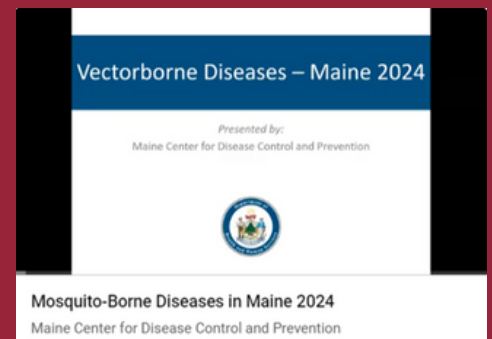 Vectorborne Diseases – Maine 2024
Presented by:
Maine Center for Disease Control and Prevention
Mosquito-Borne Diseases in Maine 2024
Maine Center for Disease Control and Prevention